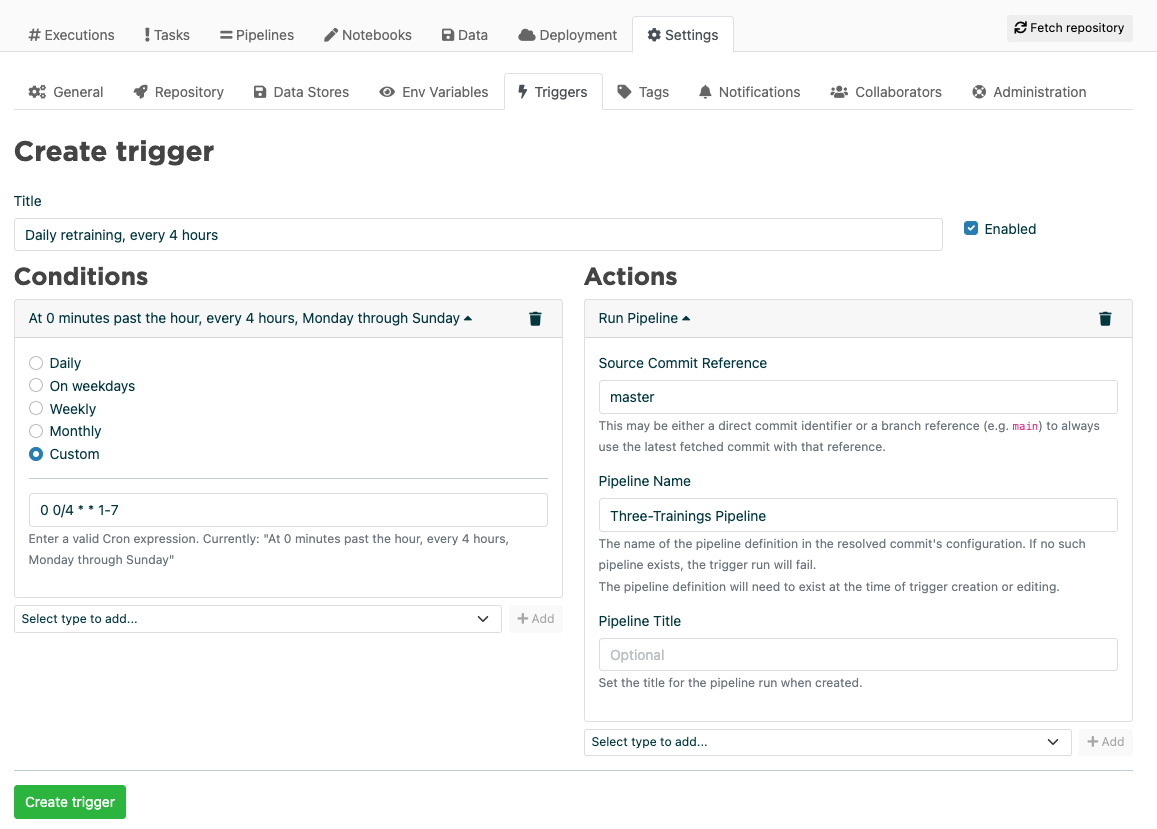 Executions
Tasks
Pipelines
Notebooks
Data
Deployment
Settings
Fetch repository
General
Repository
Data Stores
Env Variables
Triggers
Tags
Notifications
Collaborators
Administration
Create trigger
Title
Daily retraining, every 4 hours
Enabled
Conditions
At 0 minutes past the hour, every 4 hours, Monday through Sunday
Daily
On weekdays
Weekly
Monthly
Custom
0 0/4 * * 1-7
Enter a valid Cron expression. Currently: "At 0 minutes past the hour, every 4 hours,
Monday through Sunday"
Select type to add...
Add
Actions
Run Pipeline
Source Commit Reference
master
This may be either a direct commit identifier or a branch reference (e.g. main) to always
use the latest fetched commit with that reference.
Pipeline Name
Three-Trainings Pipeline
The name of the pipeline definition in the resolved commit's configuration. If no such
pipeline exists, the trigger run will fail.
The pipeline definition will need to exist at the time of trigger creation or editing.
Pipeline Title
Optional
Set the title for the pipeline run when created.
Select type to add...
Add
Create trigger